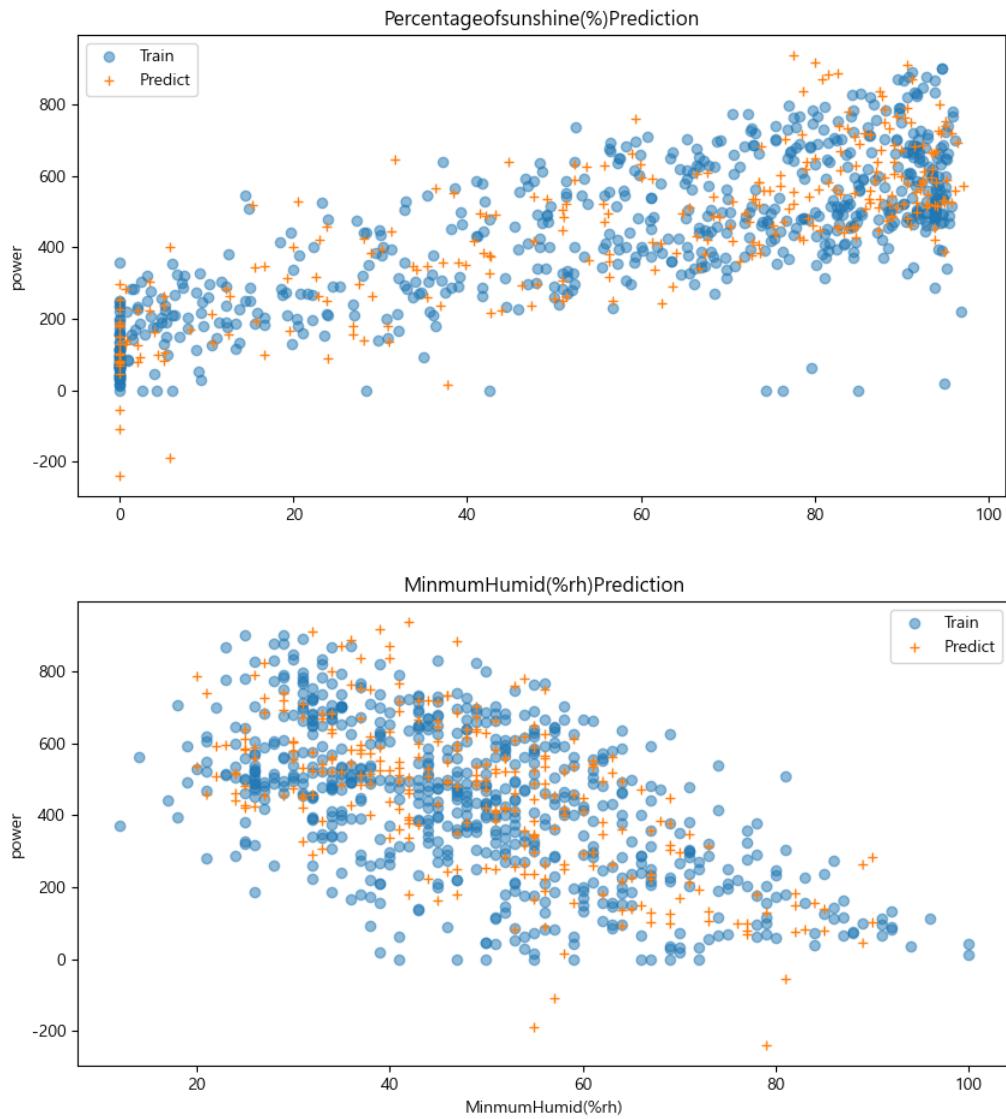 Percentageofsunshine(%)Prediction
Train
Predict
power
800
600
400
200
0
-200
0 20 40 60 80 100
MinmumHumid(%rh)Prediction
Train
Predict
power
800
600
400
200
0
-200
20 40 60 80 100
MinmumHumid(%rh)